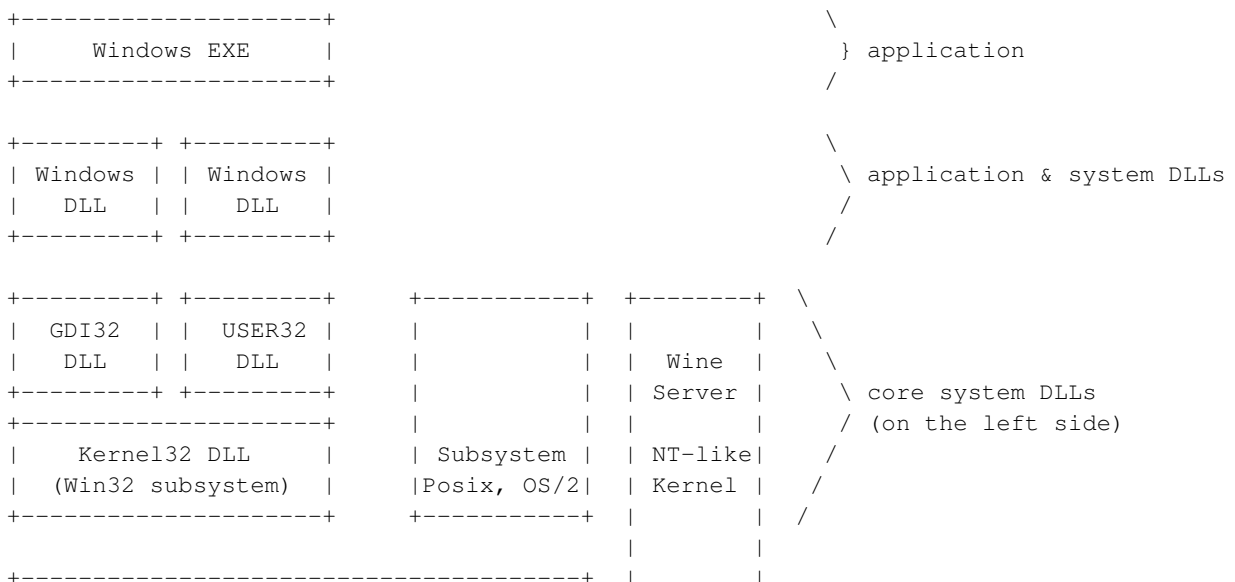 +---------------------+                                \
|     Windows EXE     |                                 } application
+---------------------+                                /

+---------+ +---------+                                \
| Windows | | Windows |                                 \ application & system DLLs
|   DLL   | |   DLL   |                                 /
+---------+ +---------+                                /

+---------+ +---------+     +-----------+  +--------+  \
|  GDI32  | |  USER32 |     |           |  |        |   \
|   DLL   | |   DLL   |     |           |  |  Wine  |    \
+---------+ +---------+     |           |  | Server |     \ core system DLLs
+---------------------+     |           |  |        |     / (on the left side)
|    Kernel32 DLL     |     | Subsystem |  | NT-like|    /
|  (Win32 subsystem)  |     |Posix, OS/2|  | Kernel |   /
+---------------------+     +-----------+  |        |  /
                                           |        |
+---------------------------------------+  |        |